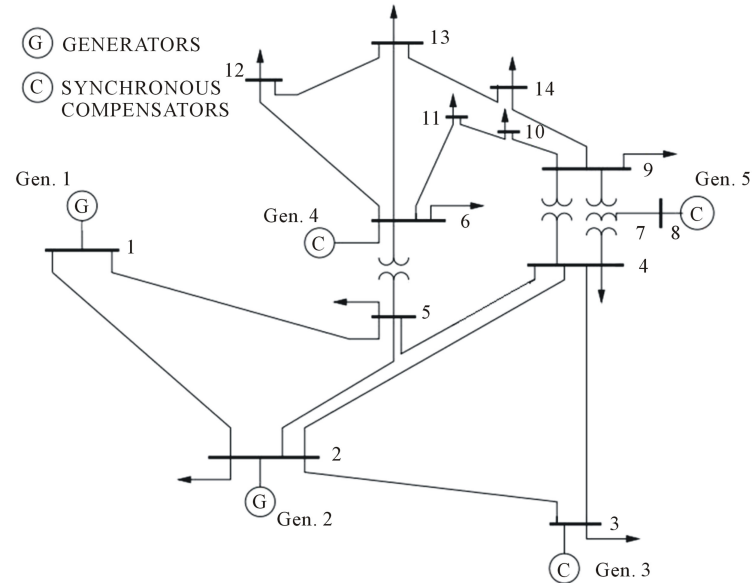 G GENERATORS
C SYNCHRONOUS
COMPENSATORS
13
12
14
11
10
9
Gen. 1
G
Gen. 5
Gen. 4
C
6
7
8
C
1
4
5
2
G
Gen. 2
3
C
Gen. 3